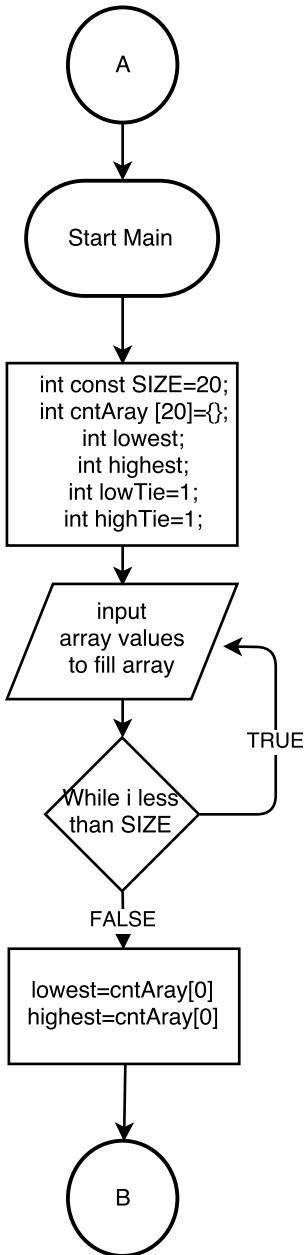 A
Start Main
int const SIZE=20;
int cntAray [20]={};
int lowest;
int highest;
int lowTie=1;
int highTie=1;
input
array values
to fill array
TRUE
While i less
than SIZE
FALSE
lowest=cntAray[0]
highest=cntAray[0]
B